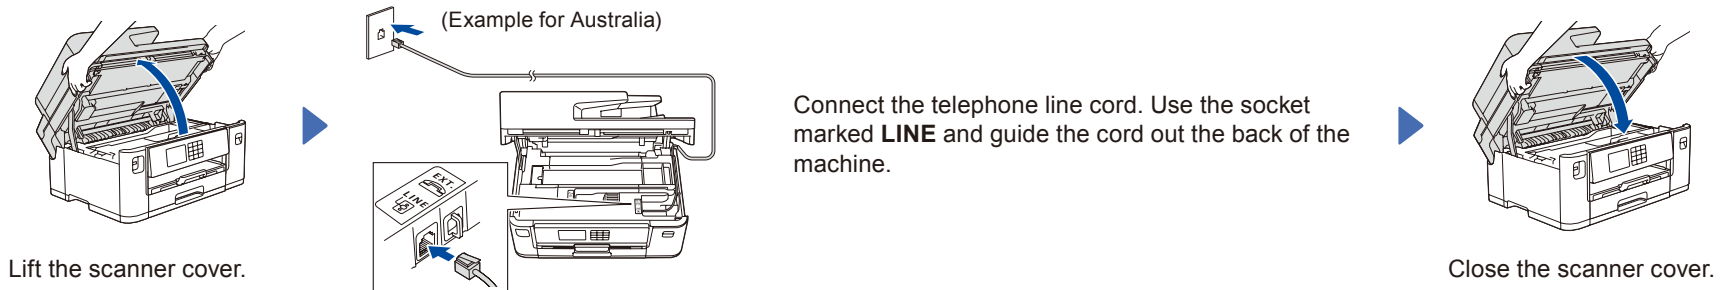 (Example for Australia)
EXT.
LINE
Lift the scanner cover.
Connect the telephone line cord. Use the socket
marked LINE and guide the cord out the back of the
machine.
Close the scanner cover.